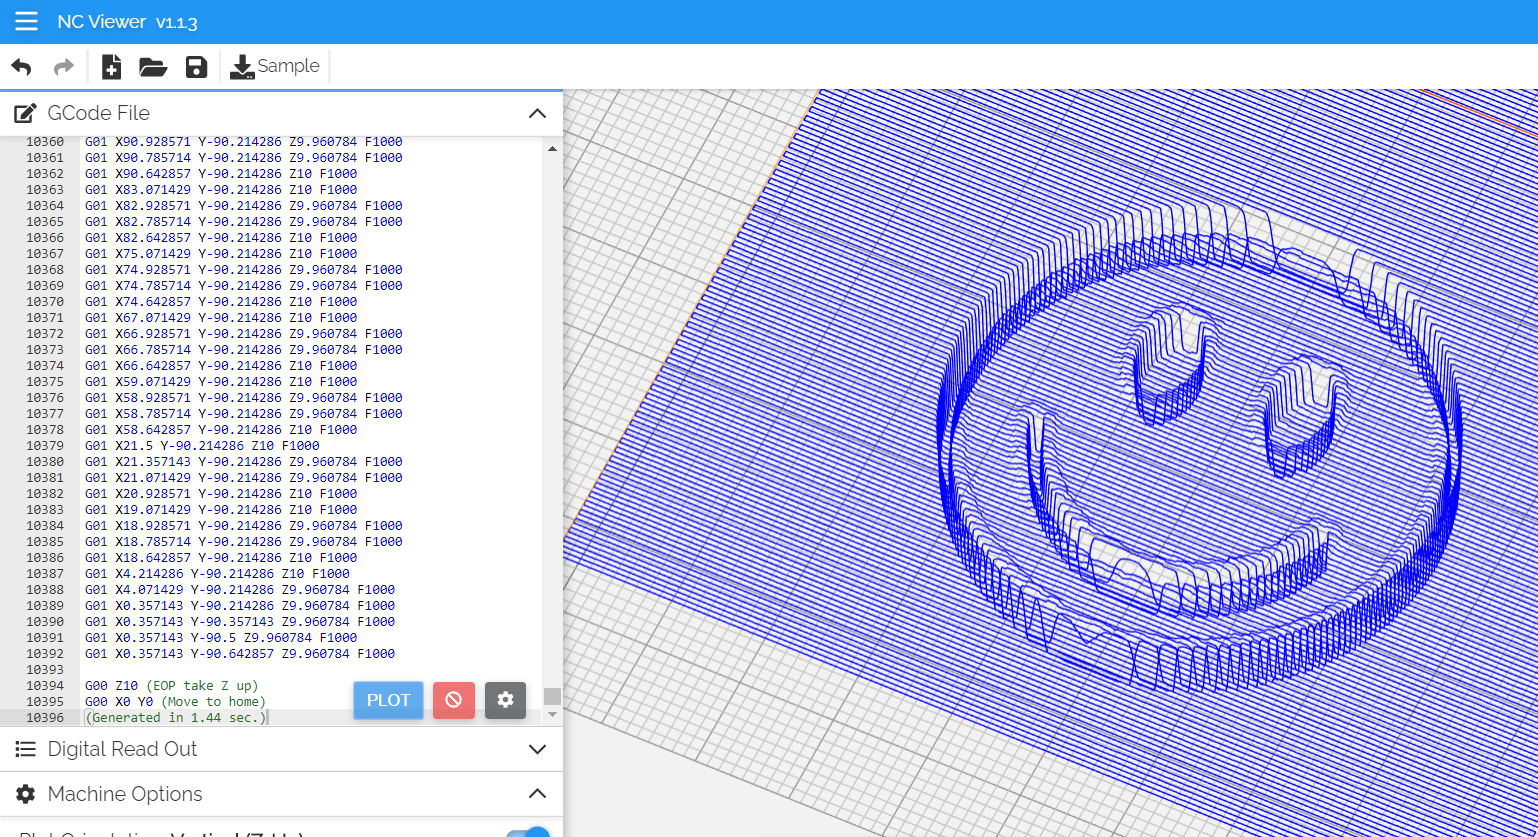 NC Viewer v1.1.3
Sample
GCode File
10360 G01 X90.928571 Y-90.214286 Z9.960784 F1000
10361 G01 X90.785714 Y-90.214286 Z9.960784 F1000
10362 G01 X90.642857 Y-90.214286 Z10 F1000
10363 G01 X83.071429 Y-90.214286 Z10 F1000
10364 G01 X82.928571 Y-90.214286 Z9.960784 F1000
10365 G01 X82.785714 Y-90.214286 Z9.960784 F1000
10366 G01 X82.642857 Y-90.214286 Z10 F1000
10367 G01 X75.071429 Y-90.214286 Z10 F1000
10368 G01 X74.928571 Y-90.214286 Z9.960784 F1000
10369 G01 X74.785714 Y-90.214286 Z9.960784 F1000
10370 G01 X74.642857 Y-90.214286 Z10 F1000
10371 G01 X67.071429 Y-90.214286 Z10 F1000
10372 G01 X66.928571 Y-90.214286 Z9.960784 F1000
10373 G01 X66.785714 Y-90.214286 Z9.960784 F1000
10374 G01 X66.642857 Y-90.214286 Z10 F1000
10375 G01 X59.071429 Y-90.214286 Z10 F1000
10376 G01 X58.928571 Y-90.214286 Z9.960784 F1000
10377 G01 X58.785714 Y-90.214286 Z9.960784 F1000
10378 G01 X58.642857 Y-90.214286 Z10 F1000
10379 G01 X21.5 Y-90.214286 Z10 F1000
10380 G01 X21.357143 Y-90.214286 Z9.960784 F1000
10381 G01 X21.071429 Y-90.214286 Z9.960784 F1000
10382 G01 X20.928571 Y-90.214286 Z10 F1000
10383 G01 X19.071429 Y-90.214286 Z10 F1000
10384 G01 X18.928571 Y-90.214286 Z9.960784 F1000
10385 G01 X18.785714 Y-90.214286 Z9.960784 F1000
10386 G01 X18.642857 Y-90.214286 Z10 F1000
10387 G01 X4.214286 Y-90.214286 Z10 F1000
10388 G01 X4.071429 Y-90.214286 Z9.960784 F1000
10389 G01 X0.357143 Y-90.214286 Z9.960784 F1000
10390 G01 X0.357143 Y-90.357143 Z9.960784 F1000
10391 G01 X0.357143 Y-90.5 Z9.960784 F1000
10392 G01 X0.357143 Y-90.642857 Z9.960784 F1000
10393
10394 G00 Z10 (EOP take Z up)
10395 G00 X0 Y0 (Move to home)
10396 (Generated in 1.44 sec.)
PLOT
Digital Read Out
Machine Options